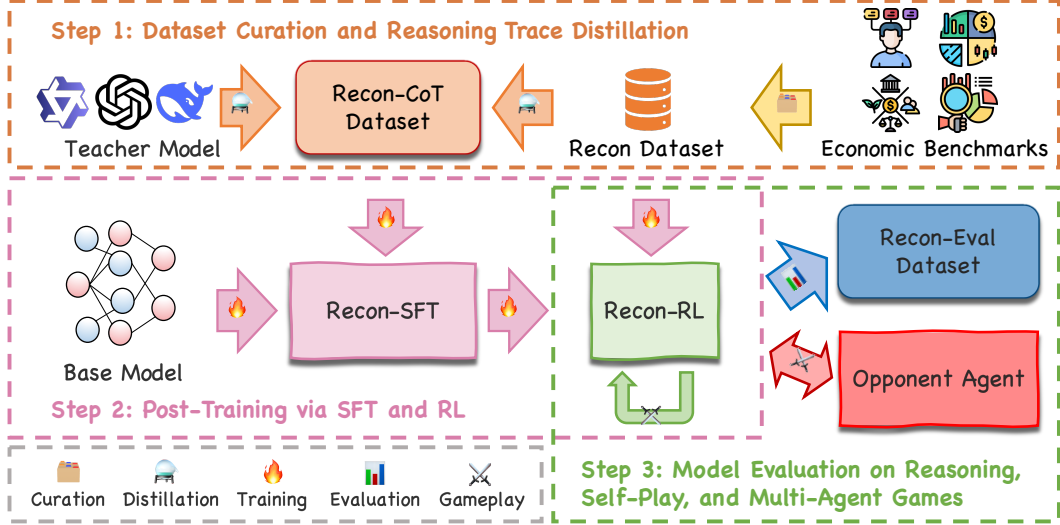 Step 1: Dataset Curation and Reasoning Trace Distillation
Recon-CoT
Dataset
Teacher Model
Recon Dataset
Economic Benchmarks
Recon-SFT
Recon-RL
Recon-Eval
Dataset
Opponent Agent
Base Model
Step 2: Post-Training via SFT and RL
Step 3: Model Evaluation on Reasoning,
Self-Play, and Multi-Agent Games
Curation
Distillation
Training
Evaluation
Gameplay